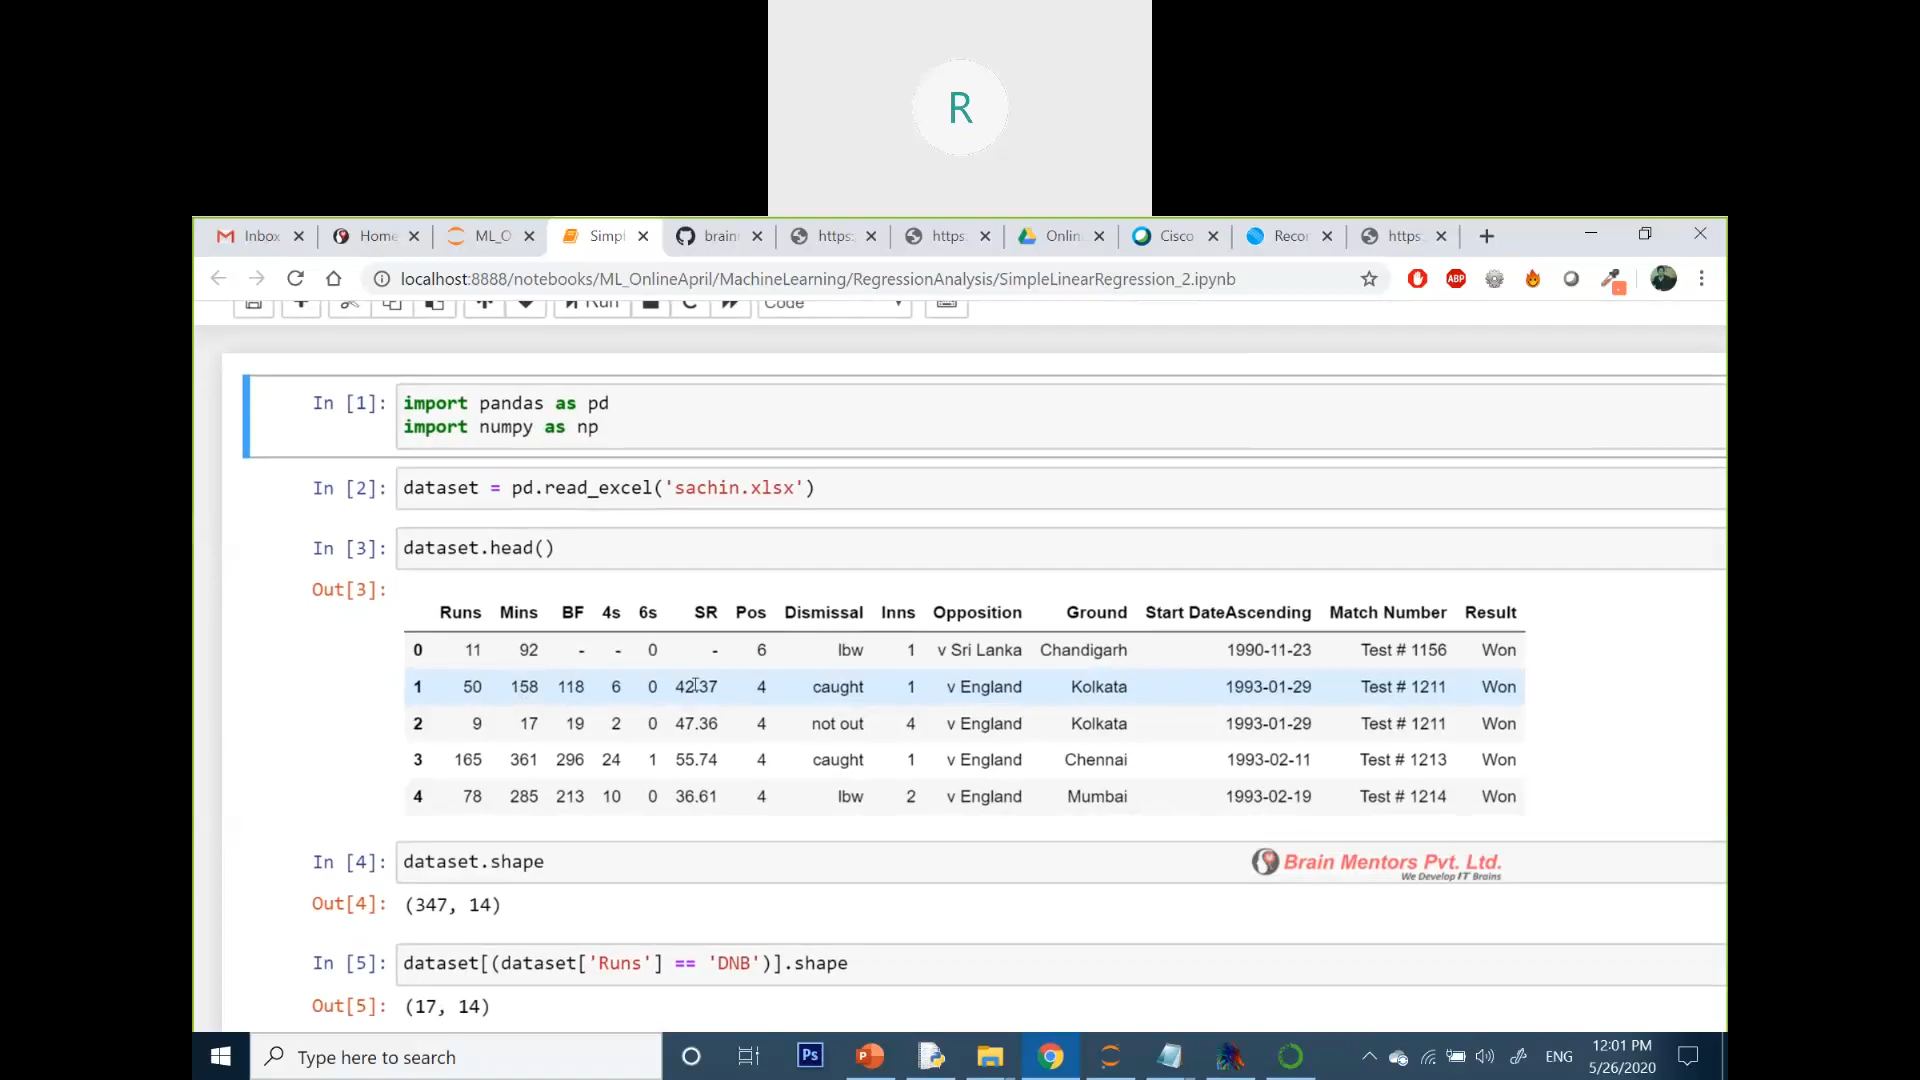 R
Inbox
Home
ML_O
Simpl
brain
https:
https:
Onlin
Cisco
Recor
https
localhost:8888/notebooks/ML_OnlineApril/MachineLearning/RegressionAnalysis/SimpleLinearRegression_2.ipynb
ABP
Run
Code
In [1]: import pandas as pd
import numpy as np
In [2]: dataset = pd.read_excel('sachin.xlsx')
In [3]: dataset.head()
Out[3]:
Runs Mins BF 4s 6s SR Pos Dismissal Inns Opposition Ground Start DateAscending Match Number Result
0 11 92 - - 0 - 6 lbw 1 v Sri Lanka Chandigarh 1990-11-23 Test # 1156 Won
1 50 158 118 6 0 42.37 4 caught 1 v England Kolkata 1993-01-29 Test # 1211 Won
2 9 17 19 2 0 47.36 4 not out 4 v England Kolkata 1993-01-29 Test # 1211 Won
3 165 361 296 24 1 55.74 4 caught 1 v England Chennai 1993-02-11 Test # 1213 Won
4 78 285 213 10 0 36.61 4 lbw 2 v England Mumbai 1993-02-19 Test # 1214 Won
In [4]: dataset.shape
Brain Mentors Pvt. Ltd.
We Develop IT Brains
Out[4]: (347, 14)
In [5]: dataset[(dataset['Runs'] == 'DNB')].shape
Out[5]: (17, 14)
Type here to search
Ps
P
ENG
12:01 PM
5/26/2020